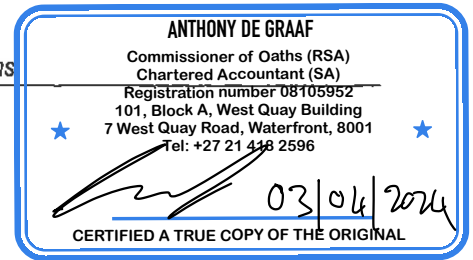 ANTHONY DE GRAAF
Commissioner of Oaths (RSA)
Chartered Accountant (SA)
RS
Registration number 08105952
101, Block A, West Quay Building
7 West Quay Road, Waterfront, 8001
Tel: +27 21 418 2596
03/04/2024
CERTIFIED A TRUE COPY OF THE ORIGINAL